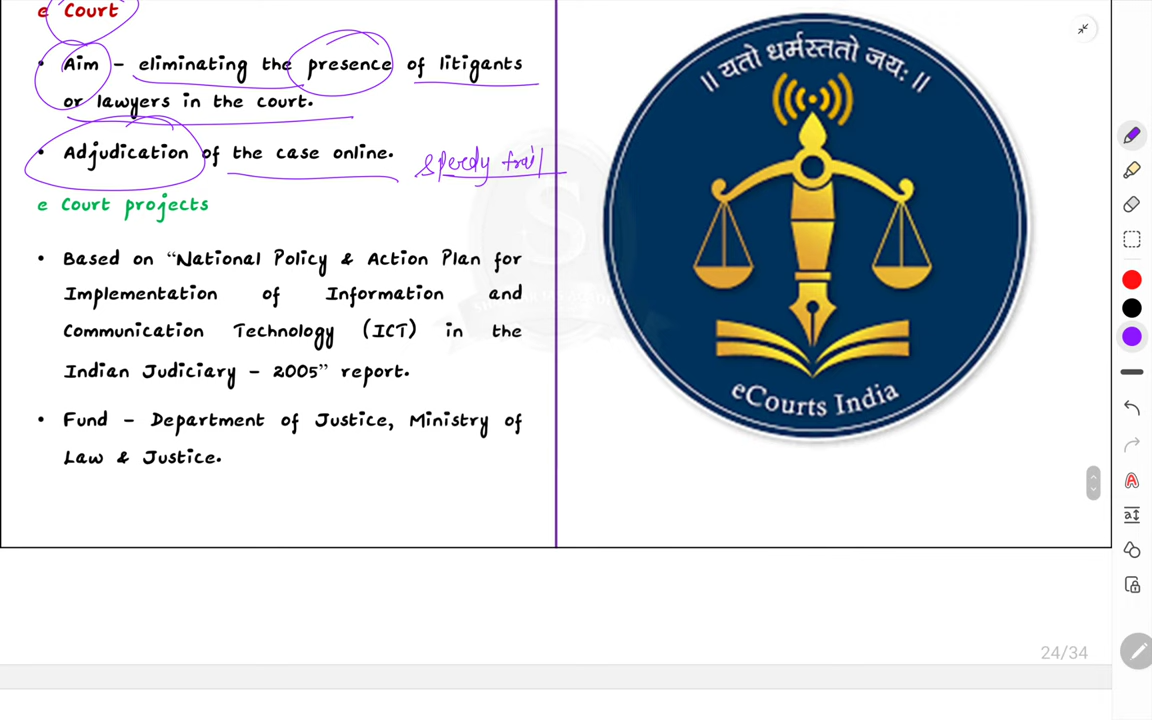 e Court
• Aim – eliminating the presence of litigants
or lawyers in the court.
• Adjudication of the case online.
speedy trail
e Court projects
• Based on “National Policy & Action Plan for
Implementation of Information and
Communication Technology (ICT) in the
Indian Judiciary – 2005” report.
• Fund – Department of Justice, Ministry of
Law & Justice.
॥ यतो धर्मस्ततो जयः ॥
eCourts India
24/34